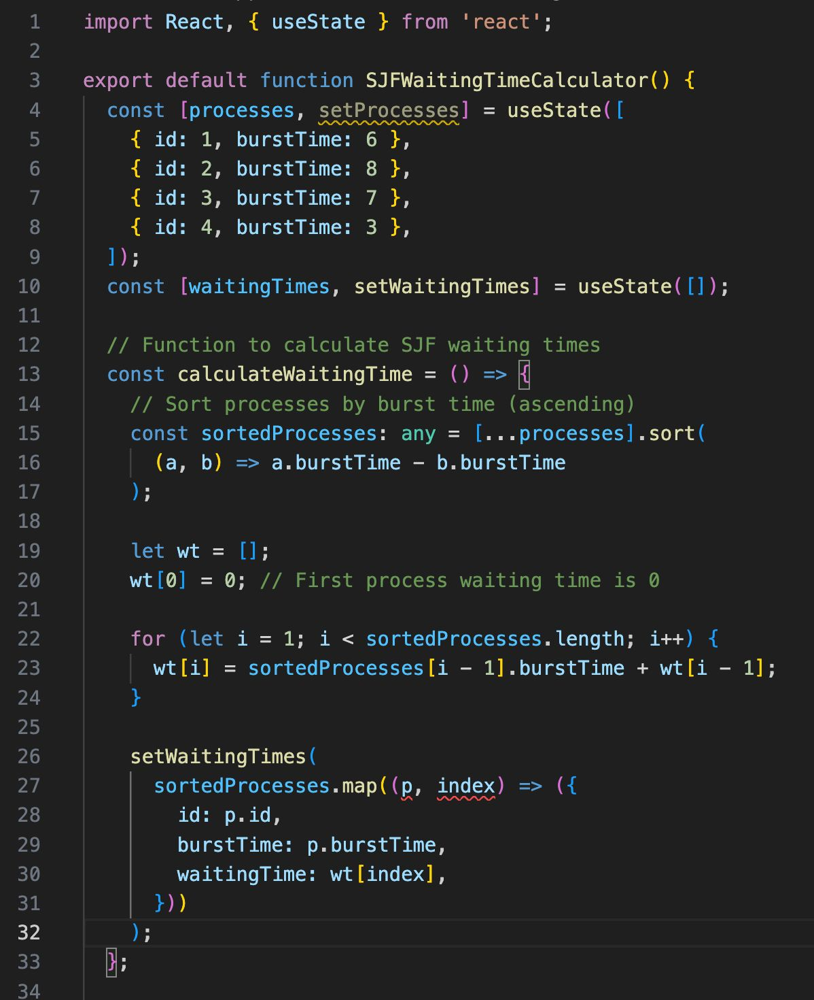 1 import React, { useState } from 'react';
2
3 export default function SJFWaitingTimeCalculator() {
4 const [processes, setProcesses] = useState([
5 { id: 1, burstTime: 6 },
6 { id: 2, burstTime: 8 },
7 { id: 3, burstTime: 7 },
8 { id: 4, burstTime: 3 },
9 ]);
10 const [waitingTimes, setWaitingTimes] = useState([]);
11
12 // Function to calculate SJF waiting times
13 const calculateWaitingTime = () => {
14 // Sort processes by burst time (ascending)
15 const sortedProcesses: any = [...processes].sort(
16 (a, b) => a.burstTime - b.burstTime
17 );
18
19 let wt = [];
20 wt[0] = 0; // First process waiting time is 0
21
22 for (let i = 1; i < sortedProcesses.length; i++) {
23 wt[i] = sortedProcesses[i - 1].burstTime + wt[i - 1];
24 }
25
26 setWaitingTimes(
27 sortedProcesses.map((p, index) => ({
28 id: p.id,
29 burstTime: p.burstTime,
30 waitingTime: wt[index],
31 }))
32 );
33 };
34